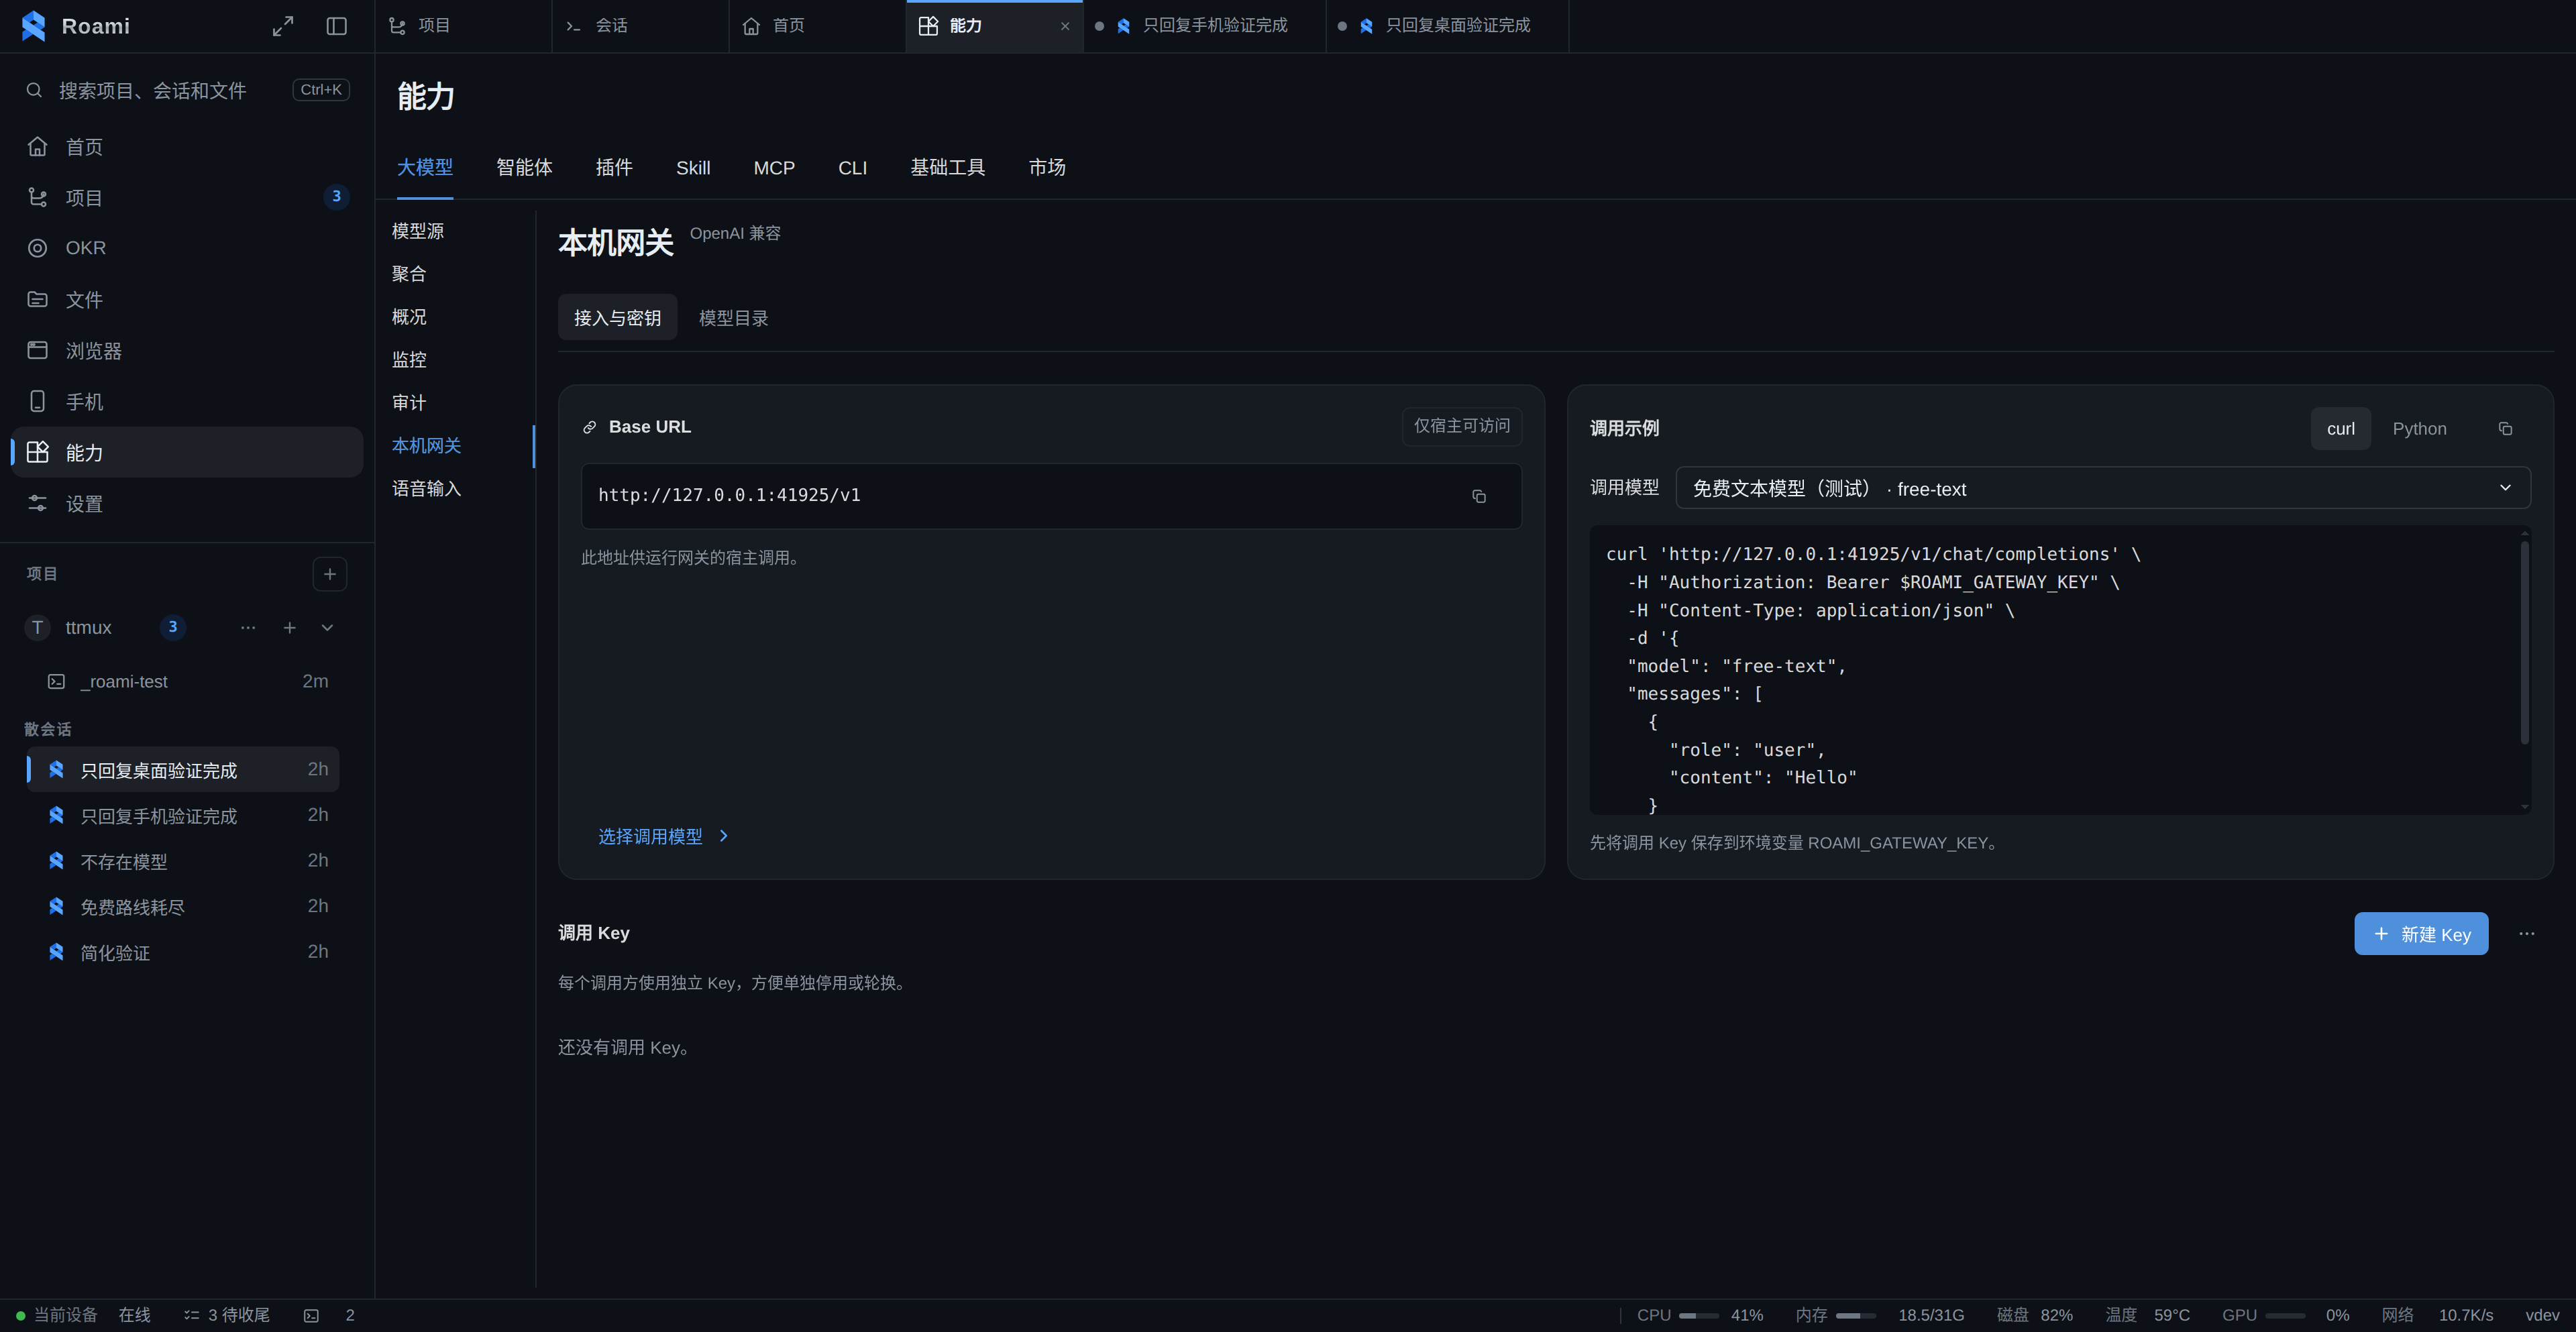 Roami
项目
会话
首页
能力
只回复手机验证完成
只回复桌面验证完成
搜索项目、会话和文件 Ctrl+K
首页
项目 3
OKR
文件
浏览器
手机
能力
设置
项目
T ttmux 3
_roami-test 2m
散会话
只回复桌面验证完成 2h
只回复手机验证完成 2h
不存在模型 2h
免费路线耗尽 2h
简化验证 2h
能力
大模型 智能体 插件 Skill MCP CLI 基础工具 市场
模型源
聚合
概况
监控
审计
本机网关
语音输入
本机网关 OpenAI 兼容
接入与密钥 模型目录
Base URL 仅宿主可访问
http://127.0.0.1:41925/v1
此地址供运行网关的宿主调用。
选择调用模型
调用示例 curl Python
调用模型 免费文本模型（测试） · free-text
curl 'http://127.0.0.1:41925/v1/chat/completions' \
-H "Authorization: Bearer $ROAMI_GATEWAY_KEY" \
-H "Content-Type: application/json" \
-d '{
"model": "free-text",
"messages": [
{
"role": "user",
"content": "Hello"
}
先将调用 Key 保存到环境变量 ROAMI_GATEWAY_KEY。
调用 Key
新建 Key
每个调用方使用独立 Key，方便单独停用或轮换。
还没有调用 Key。
当前设备 在线 3 待收尾 2 CPU 41% 内存 18.5/31G 磁盘 82% 温度 59°C GPU 0% 网络 10.7K/s vdev